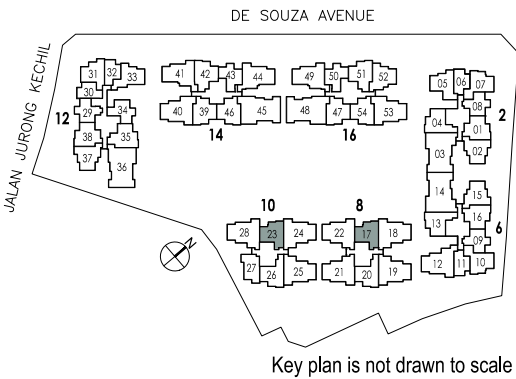 DE SOUZA AVENUE
JALAN JURONG KECHIL
31 32 33
30
29 34
12
38 35
37 36
41 42 43 44
40 39 46 45
14
49 50 51 52
48 47 54 53
16
05 06 07
08
2
04 01
03 02
14 15
13 16
6
09
12 11 10
10
28 23 24
27 26 25
8
22 17 18
21 20 19
N
Key plan is not drawn to scale